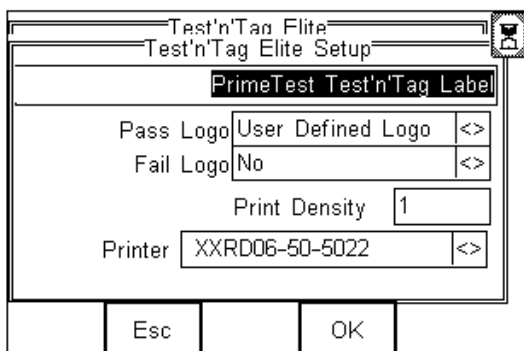 Test'n'Tag Elite
Test'n'Tag Elite Setup
PrimeTest Test'n'Tag Label
Pass Logo User Defined Logo <>
Fail Logo No <>
Print Density 1
Printer XXRD06-50-5022 <>
Esc OK